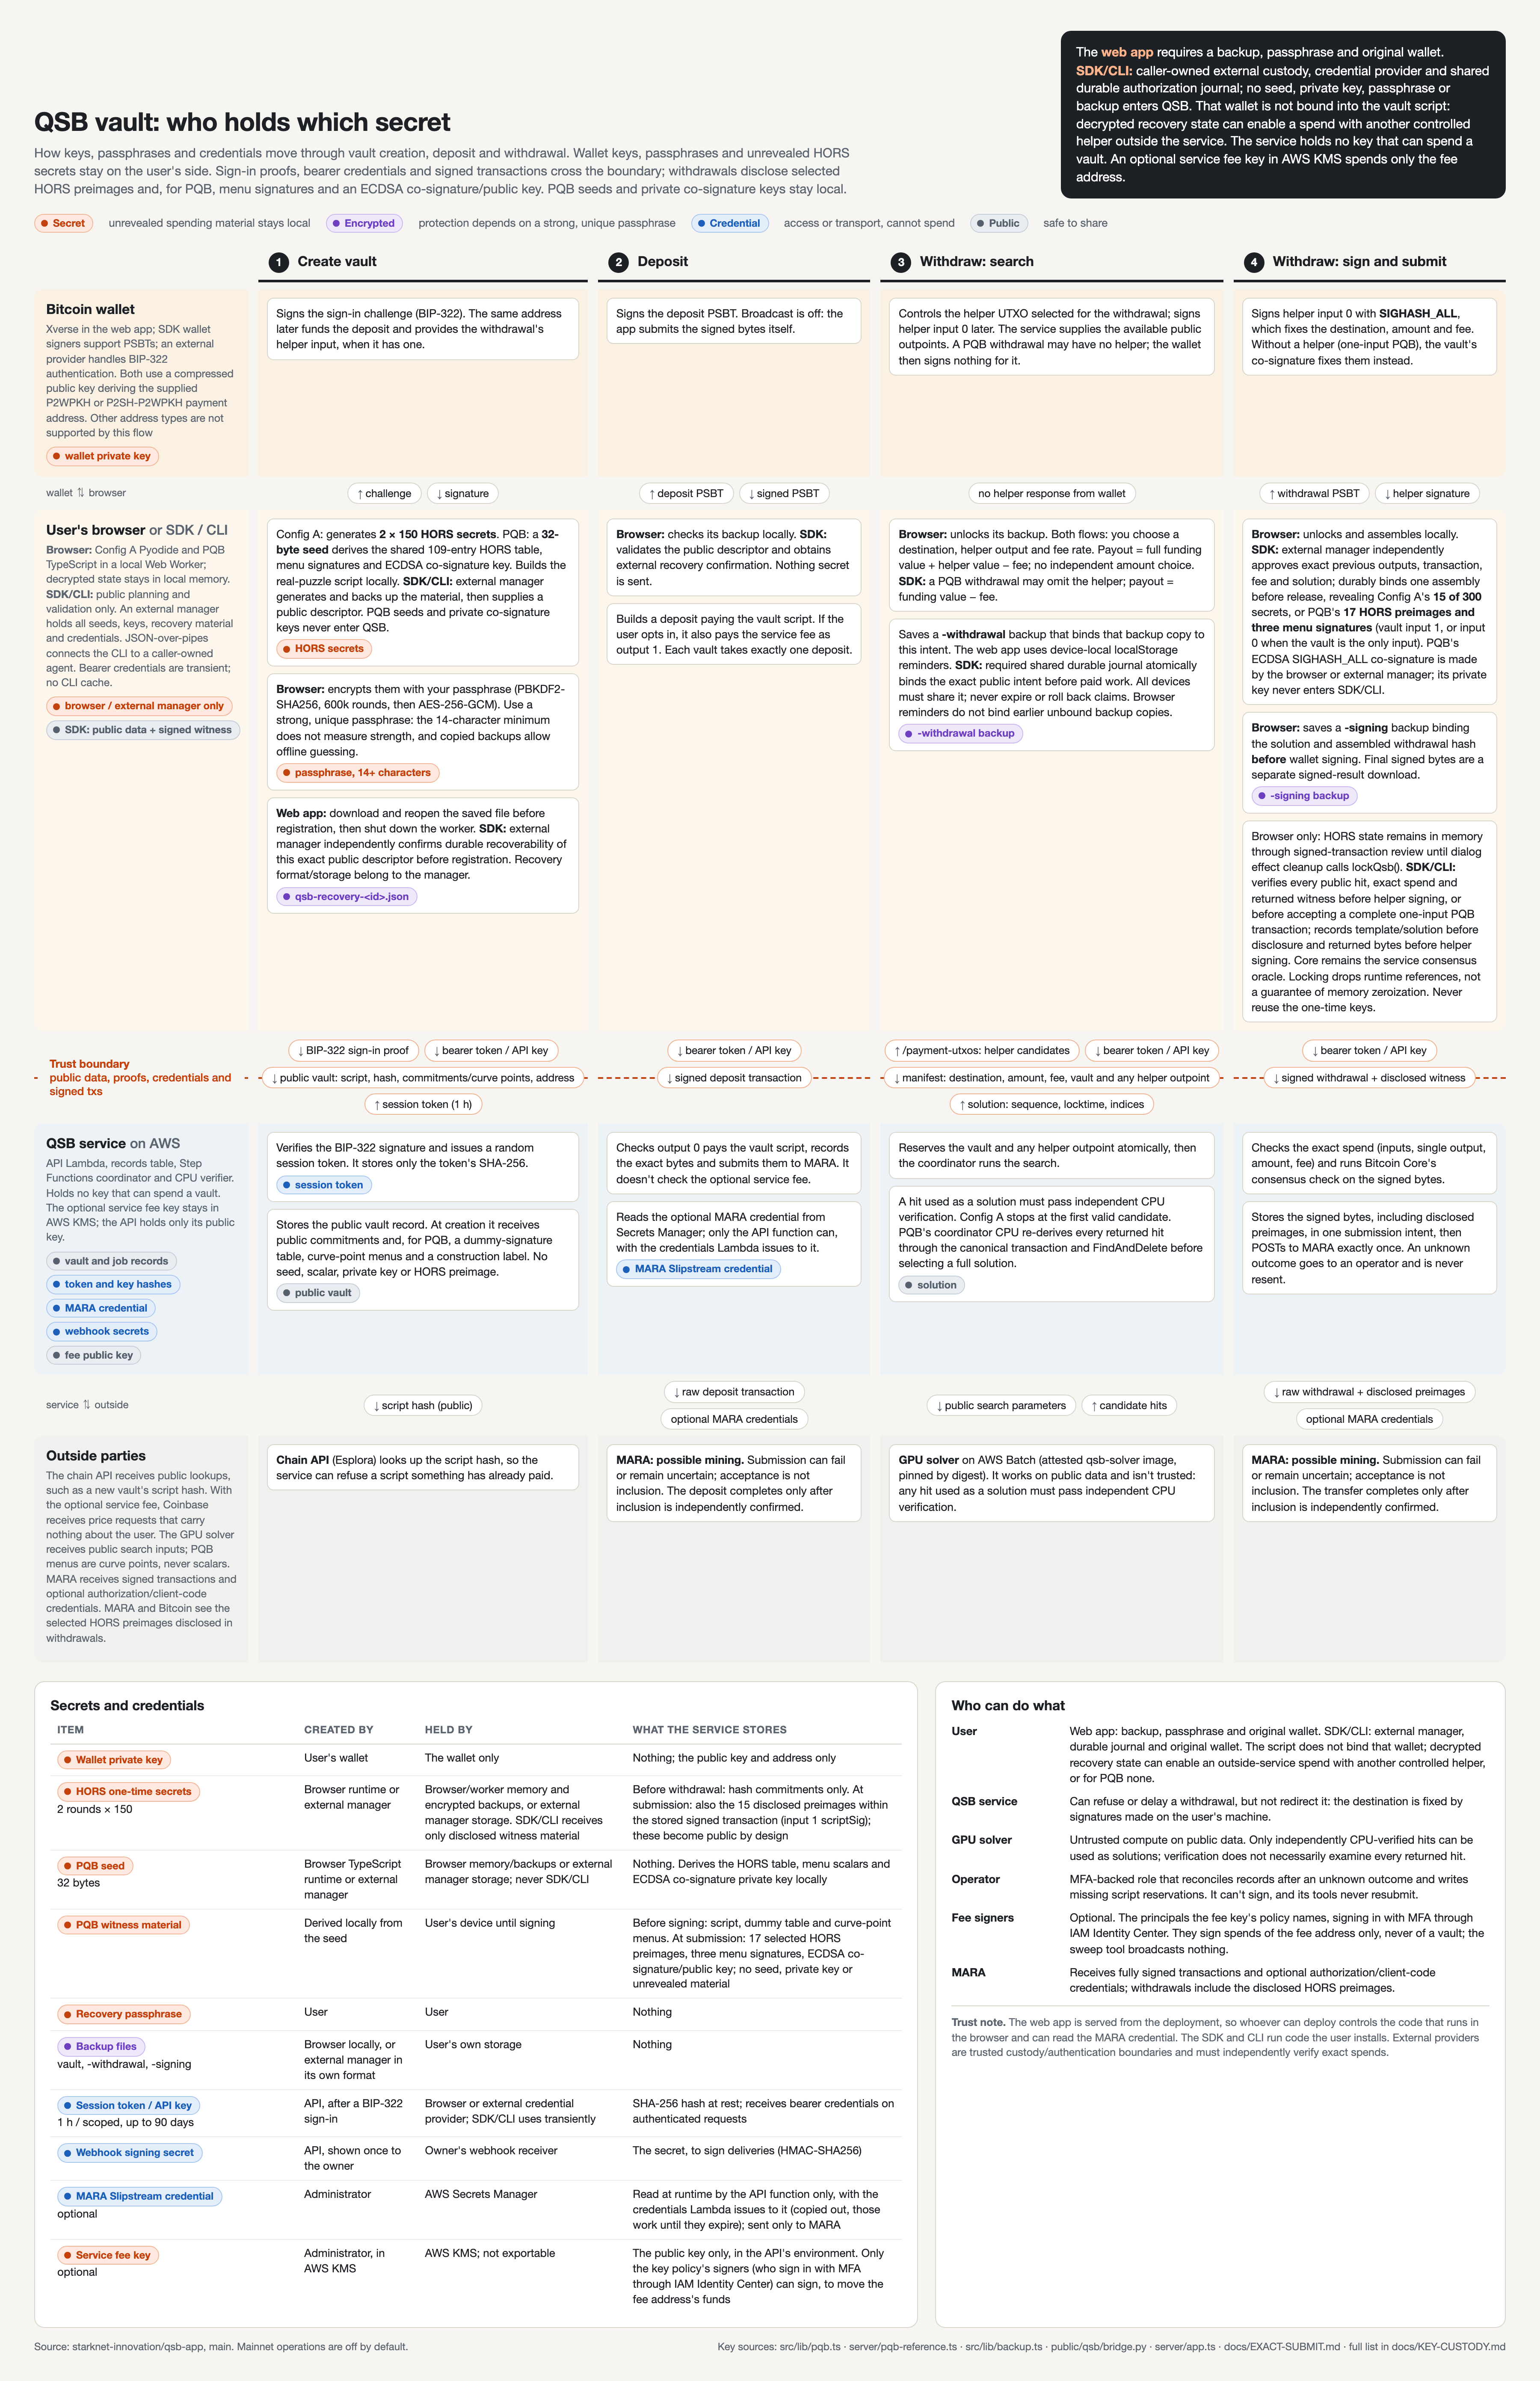 The web app requires a backup, passphrase and original wallet.
SDK/CLI: caller-owned external custody, credential provider and shared
durable authorization journal; no seed, private key, passphrase or
backup enters QSB. That wallet is not bound into the vault script:
decrypted recovery state can enable a spend with another controlled
helper outside the service. The service holds no key that can spend a
vault. An optional service fee key in AWS KMS spends only the fee
address.
QSB vault: who holds which secret
How keys, passphrases and credentials move through vault creation, deposit and withdrawal. Wallet keys, passphrases and unrevealed HORS
secrets stay on the user's side. Sign-in proofs, bearer credentials and signed transactions cross the boundary; withdrawals disclose selected
HORS preimages and, for PQB, menu signatures and an ECDSA co-signature/public key. PQB seeds and private co-signature keys stay local.
Secret unrevealed spending material stays local Encrypted protection depends on a strong, unique passphrase Credential access or transport, cannot spend Public safe to share
1 Create vault
2 Deposit
3 Withdraw: search
4 Withdraw: sign and submit
Bitcoin wallet
Xverse in the web app; SDK wallet
signers support PSBTs; an external
provider handles BIP-322
authentication. Both use a compressed
public key deriving the supplied
P2WPKH or P2SH-P2WPKH payment
address. Other address types are not
supported by this flow
wallet private key
Signs the sign-in challenge (BIP-322). The same address
later funds the deposit and provides the withdrawal's
helper input, when it has one.
Signs the deposit PSBT. Broadcast is off: the
app submits the signed bytes itself.
Controls the helper UTXO selected for the withdrawal; signs
helper input 0 later. The service supplies the available public
outpoints. A PQB withdrawal may have no helper; the wallet
then signs nothing for it.
Signs helper input 0 with SIGHASH_ALL,
which fixes the destination, amount and fee.
Without a helper (one-input PQB), the vault's
co-signature fixes them instead.
wallet ⇅ browser
↑ challenge
↓ signature
↑ deposit PSBT
↓ signed PSBT
no helper response from wallet
↑ withdrawal PSBT
↓ helper signature
User's browser or SDK / CLI
Browser: Config A Pyodide and PQB
TypeScript in a local Web Worker;
decrypted state stays in local memory.
SDK/CLI: public planning and
validation only. An external manager
holds all seeds, keys, recovery material
and credentials. JSON-over-pipes
connects the CLI to a caller-owned
agent. Bearer credentials are transient;
no CLI cache.
browser / external manager only
SDK: public data + signed witness
Config A: generates 2 × 150 HORS secrets. PQB: a 32-
byte seed derives the shared 109-entry HORS table,
menu signatures and ECDSA co-signature key. Builds the
real-puzzle script locally. SDK/CLI: external manager
generates and backs up the material, then supplies a
public descriptor. PQB seeds and private co-signature
keys never enter QSB.
HORS secrets
Browser: encrypts them with your passphrase (PBKDF2-
SHA256, 600k rounds, then AES-256-GCM). Use a
strong, unique passphrase: the 14-character minimum
does not measure strength, and copied backups allow
offline guessing.
passphrase, 14+ characters
Web app: download and reopen the saved file before
registration, then shut down the worker. SDK: external
manager independently confirms durable recoverability of
this exact public descriptor before registration. Recovery
format/storage belong to the manager.
qsb-recovery-<id>.json
Browser: checks its backup locally. SDK:
validates the public descriptor and obtains
external recovery confirmation. Nothing secret
is sent.
Builds a deposit paying the vault script. If the
user opts in, it also pays the service fee as
output 1. Each vault takes exactly one deposit.
Browser: unlocks its backup. Both flows: you choose a
destination, helper output and fee rate. Payout = full funding
value + helper value − fee; no independent amount choice.
SDK: a PQB withdrawal may omit the helper; payout =
funding value − fee.
Saves a -withdrawal backup that binds that backup copy to
this intent. The web app uses device-local localStorage
reminders. SDK: required shared durable journal atomically
binds the exact public intent before paid work. All devices
must share it; never expire or roll back claims. Browser
reminders do not bind earlier unbound backup copies.
-withdrawal backup
Browser: unlocks and assembles locally.
SDK: external manager independently
approves exact previous outputs, transaction,
fee and solution; durably binds one assembly
before release, revealing Config A's 15 of 300
secrets, or PQB's 17 HORS preimages and
three menu signatures (vault input 1, or input
0 when the vault is the only input). PQB's
ECDSA SIGHASH_ALL co-signature is made
by the browser or external manager; its private
key never enters SDK/CLI.
Browser: saves a -signing backup binding
the solution and assembled withdrawal hash
before wallet signing. Final signed bytes are a
separate signed-result download.
-signing backup
Browser only: HORS state remains in memory
through signed-transaction review until dialog
effect cleanup calls lockQsb(). SDK/CLI:
verifies every public hit, exact spend and
returned witness before helper signing, or
before accepting a complete one-input PQB
transaction; records template/solution before
disclosure and returned bytes before helper
signing. Core remains the service consensus
oracle. Locking drops runtime references, not
a guarantee of memory zeroization. Never
reuse the one-time keys.
Trust boundary
public data, proofs, credentials and
signed txs
↓ BIP-322 sign-in proof
↓ bearer token / API key
↓ public vault: script, hash, commitments/curve points, address
↑ session token (1 h)
↓ bearer token / API key
↓ signed deposit transaction
↑ /payment-utxos: helper candidates
↓ bearer token / API key
↓ manifest: destination, amount, fee, vault and any helper outpoint
↑ solution: sequence, locktime, indices
↓ bearer token / API key
↓ signed withdrawal + disclosed witness
QSB service on AWS
API Lambda, records table, Step
Functions coordinator and CPU verifier.
Holds no key that can spend a vault.
The optional service fee key stays in
AWS KMS; the API holds only its public
key.
vault and job records
token and key hashes
MARA credential
webhook secrets
fee public key
Verifies the BIP-322 signature and issues a random
session token. It stores only the token's SHA-256.
session token
Stores the public vault record. At creation it receives
public commitments and, for PQB, a dummy-signature
table, curve-point menus and a construction label. No
seed, scalar, private key or HORS preimage.
public vault
Checks output 0 pays the vault script, records
the exact bytes and submits them to MARA. It
doesn't check the optional service fee.
Reads the optional MARA credential from
Secrets Manager; only the API function can,
with the credentials Lambda issues to it.
MARA Slipstream credential
Reserves the vault and any helper outpoint atomically, then
the coordinator runs the search.
A hit used as a solution must pass independent CPU
verification. Config A stops at the first valid candidate.
PQB's coordinator CPU re-derives every returned hit
through the canonical transaction and FindAndDelete before
selecting a full solution.
solution
Checks the exact spend (inputs, single output,
amount, fee) and runs Bitcoin Core's
consensus check on the signed bytes.
Stores the signed bytes, including disclosed
preimages, in one submission intent, then
POSTs to MARA exactly once. An unknown
outcome goes to an operator and is never
resent.
service ⇅ outside
↓ script hash (public)
↓ raw deposit transaction
optional MARA credentials
↓ public search parameters
↑ candidate hits
↓ raw withdrawal + disclosed preimages
optional MARA credentials
Outside parties
The chain API receives public lookups,
such as a new vault's script hash. With
the optional service fee, Coinbase
receives price requests that carry
nothing about the user. The GPU solver
receives public search inputs; PQB
menus are curve points, never scalars.
MARA receives signed transactions and
optional authorization/client-code
credentials. MARA and Bitcoin see the
selected HORS preimages disclosed in
withdrawals.
Chain API (Esplora) looks up the script hash, so the
service can refuse a script something has already paid.
MARA: possible mining. Submission can fail
or remain uncertain; acceptance is not
inclusion. The deposit completes only after
inclusion is independently confirmed.
GPU solver on AWS Batch (attested qsb-solver image,
pinned by digest). It works on public data and isn't trusted:
any hit used as a solution must pass independent CPU
verification.
MARA: possible mining. Submission can fail
or remain uncertain; acceptance is not
inclusion. The transfer completes only after
inclusion is independently confirmed.
Secrets and credentials
ITEM CREATED BY HELD BY WHAT THE SERVICE STORES
Wallet private key
User's wallet
The wallet only
Nothing; the public key and address only
HORS one-time secrets
2 rounds × 150
Browser runtime or
external manager
Browser/worker memory and
encrypted backups, or external
manager storage. SDK/CLI receives
only disclosed witness material
Before withdrawal: hash commitments only. At
submission: also the 15 disclosed preimages within
the stored signed transaction (input 1 scriptSig);
these become public by design
PQB seed
32 bytes
Browser TypeScript
runtime or external
manager
Browser memory/backups or external
manager storage; never SDK/CLI
Nothing. Derives the HORS table, menu scalars and
ECDSA co-signature private key locally
PQB witness material
Derived locally from
the seed
User's device until signing
Before signing: script, dummy table and curve-point
menus. At submission: 17 selected HORS
preimages, three menu signatures, ECDSA co-
signature/public key; no seed, private key or
unrevealed material
Recovery passphrase
User
User
Nothing
Backup files
vault, -withdrawal, -signing
Browser locally, or
external manager in
its own format
User's own storage
Nothing
Session token / API key
1 h / scoped, up to 90 days
API, after a BIP-322
sign-in
Browser or external credential
provider; SDK/CLI uses transiently
SHA-256 hash at rest; receives bearer credentials on
authenticated requests
Webhook signing secret
API, shown once to
the owner
Owner's webhook receiver
The secret, to sign deliveries (HMAC-SHA256)
MARA Slipstream credential
optional
Administrator
AWS Secrets Manager
Read at runtime by the API function only, with the
credentials Lambda issues to it (copied out, those
work until they expire); sent only to MARA
Service fee key
optional
Administrator, in
AWS KMS
AWS KMS; not exportable
The public key only, in the API's environment. Only
the key policy's signers (who sign in with MFA
through IAM Identity Center) can sign, to move the
fee address's funds
Who can do what
User
Web app: backup, passphrase and original wallet. SDK/CLI: external manager,
durable journal and original wallet. The script does not bind that wallet; decrypted
recovery state can enable an outside-service spend with another controlled helper,
or for PQB none.
QSB service
Can refuse or delay a withdrawal, but not redirect it: the destination is fixed by
signatures made on the user's machine.
GPU solver
Untrusted compute on public data. Only independently CPU-verified hits can be
used as solutions; verification does not necessarily examine every returned hit.
Operator
MFA-backed role that reconciles records after an unknown outcome and writes
missing script reservations. It can't sign, and its tools never resubmit.
Fee signers
Optional. The principals the fee key's policy names, signing in with MFA through
IAM Identity Center. They sign spends of the fee address only, never of a vault; the
sweep tool broadcasts nothing.
MARA
Receives fully signed transactions and optional authorization/client-code
credentials; withdrawals include the disclosed HORS preimages.
Trust note. The web app is served from the deployment, so whoever can deploy controls the code that runs in
the browser and can read the MARA credential. The SDK and CLI run code the user installs. External providers
are trusted custody/authentication boundaries and must independently verify exact spends.
Source: starknet-innovation/qsb-app, main. Mainnet operations are off by default.
Key sources: src/lib/pqb.ts · server/pqb-reference.ts · src/lib/backup.ts · public/qsb/bridge.py · server/app.ts · docs/EXACT-SUBMIT.md · full list in docs/KEY-CUSTODY.md